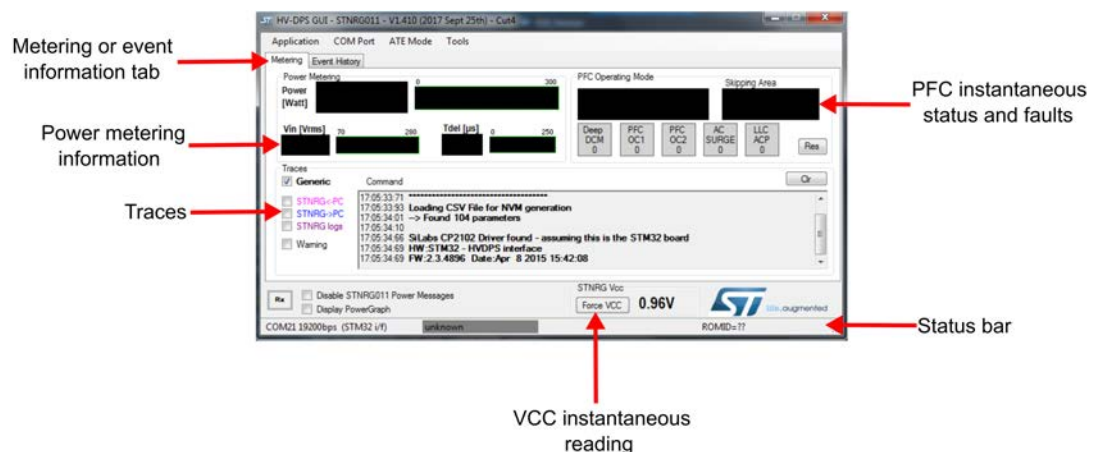 HV-DPS GUI - STNRG011 - V1.410 (2017 Sept 25th) - Cut4
Application COM Port ATE Mode Tools
Metering or event
information tab
Metering Event History
Power Metering
Power
[Watt]
0 300
PFC Operating Mode
Skipping Area
PFC instantaneous
status and faults
Power metering
information
Vin [Vrms] 70 280
Tdel [µs] 0 250
Deep
DCM
0
PFC
OC1
0
PFC
OC2
0
AC
SURGE
0
LLC
ACP
0
Res
Traces
Traces
Generic
Command
Clr
STNRG<-PC
STNRG->PC
STNRG logs
Warning
17:05:33:71 **********************************
17:05:33:93 Loading CSV File for NVM generation
17:05:34:01 --> Found 104 parameters
17:05:34:10
17:05:34:66 SiLabs CP2102 Driver found - assuming this is the STM32 board
17:05:34:69 HW:STM32 - HVDPS interface
17:05:34:69 FW:2.3.4896 Date:Apr 8 2015 15:42:08
Rx
Disable STNRG011 Power Messages
Display PowerGraph
STNRG Vcc
Force VCC 0.96V
ST life.augmented
COM21 19200bps (STM32 i/f) unknown ROMID=??
Status bar
VCC instantaneous
reading